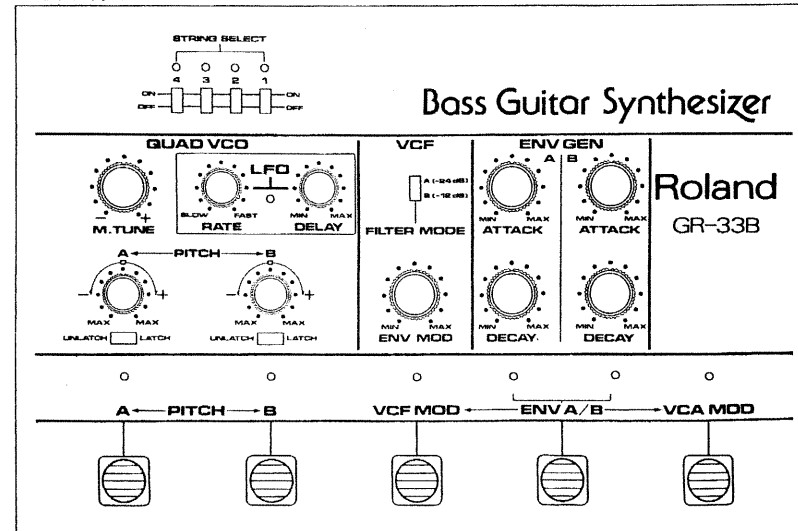 STRING SELECT
4 3 2 1
ON ON
OFF OFF
Bass Guitar Synthesizer
QUAD VCO
VCF
ENV GEN
A B
LFO
A (-24 dB)
B (-12 dB)
Roland
GR-33B
- +
M. TUNE
SLOW FAST
RATE
MIN MAX
DELAY
FILTER MODE
MIN MAX
ATTACK
MIN MAX
ATTACK
A PITCH B
- +
- +
MAX MAX
MAX MAX
UNLATCH LATCH
UNLATCH LATCH
MIN MAX
ENV MOD
MIN MAX
DECAY
MIN MAX
DECAY
A PITCH B
VCF MOD ENV A/B VCA MOD